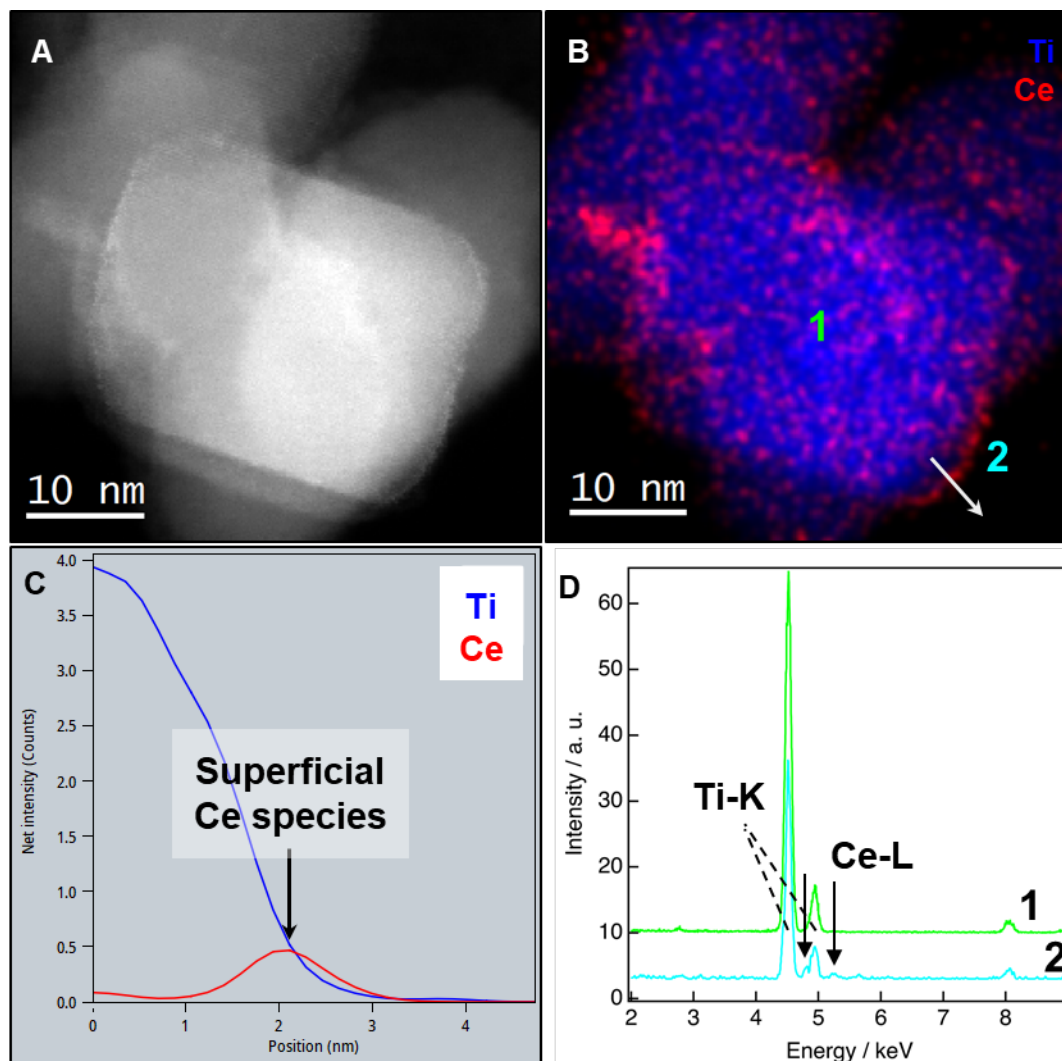 A
10 nm
B
Ti
Ce
1
2
C
Ti
Ce
Superficial
Ce species
Net intensity (Counts)
4.0
3.5
3.0
2.5
2.0
1.5
1.0
0.5
0.0
0
1
2
3
4
Position (nm)
D
Ti-K
Ce-L
1
2
Intensity / a. u.
60
50
40
30
20
10
0
2
3
4
5
6
7
8
Energy / keV
10 nm